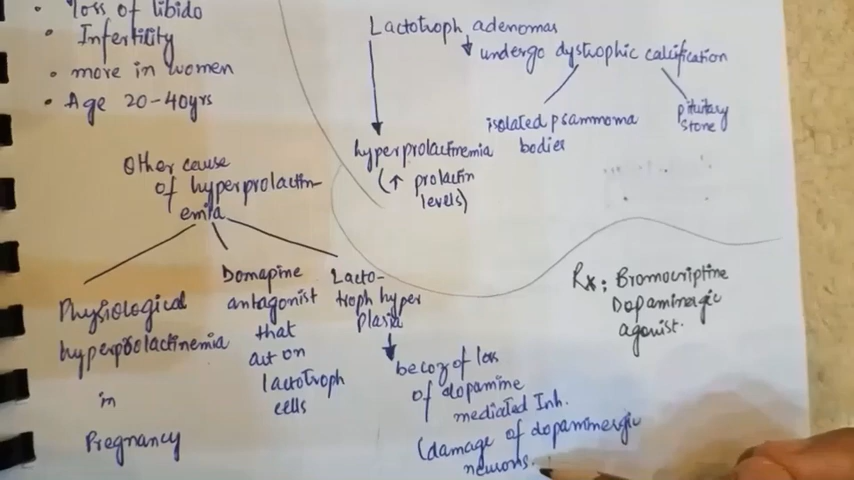 • loss of libido
• Infertility
• more in women
• Age 20-40yrs
Lactotroph adenomas
undergo dystrophic calcification
isolated psammoma
bodies
pituitary
stone
hyperprolactinemia
(↑ prolactin
levels)
Other cause
of hyperprolactin-
emia
Physiological
hyperprolactinemia
in
Pregnancy
Domapine
antagonist
that
act on
lactotroph
cells
Lacto-
troph hyper
plasia
becoz of loss
of dopamine
mediated Inh.
(damage of dopaminergic
neurons.
Rx: Bromocriptine
Dopaminergic
agonist.